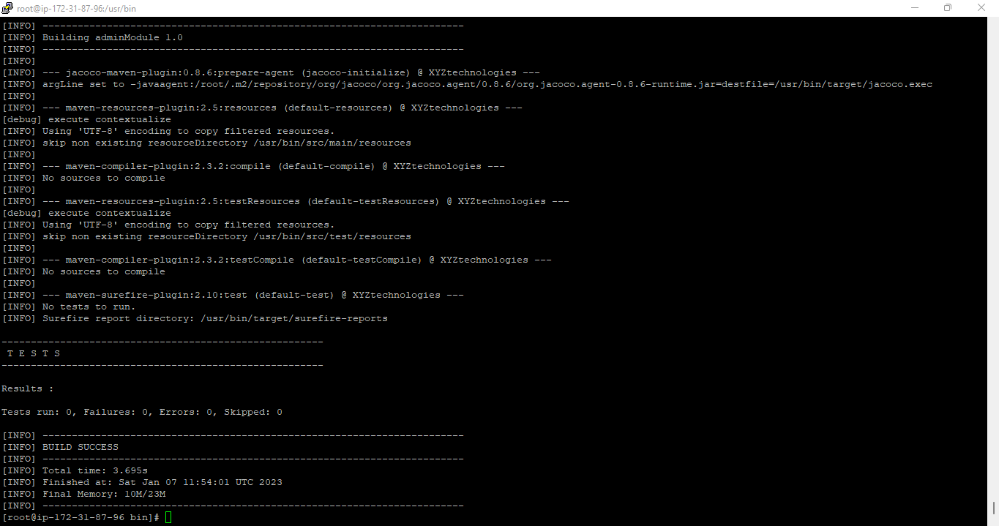 root@ip-172-31-87-96:/usr/bin
[INFO] ------------------------------------------------------------------------
[INFO] Building adminModule 1.0
[INFO] ------------------------------------------------------------------------
[INFO]
[INFO] --- jacoco-maven-plugin:0.8.6:prepare-agent (jacoco-initialize) @ XYZtechnologies ---
[INFO] argLine set to -javaagent:/root/.m2/repository/org/jacoco/org.jacoco.agent/0.8.6/org.jacoco.agent-0.8.6-runtime.jar=destfile=/usr/bin/target/jacoco.exec
[INFO]
[INFO] --- maven-resources-plugin:2.5:resources (default-resources) @ XYZtechnologies ---
[debug] execute contextualize
[INFO] Using 'UTF-8' encoding to copy filtered resources.
[INFO] skip non existing resourceDirectory /usr/bin/src/main/resources
[INFO]
[INFO] --- maven-compiler-plugin:2.3.2:compile (default-compile) @ XYZtechnologies ---
[INFO] No sources to compile
[INFO]
[INFO] --- maven-resources-plugin:2.5:testResources (default-testResources) @ XYZtechnologies ---
[debug] execute contextualize
[INFO] Using 'UTF-8' encoding to copy filtered resources.
[INFO] skip non existing resourceDirectory /usr/bin/src/test/resources
[INFO]
[INFO] --- maven-compiler-plugin:2.3.2:testCompile (default-testCompile) @ XYZtechnologies ---
[INFO] No sources to compile
[INFO]
[INFO] --- maven-surefire-plugin:2.10:test (default-test) @ XYZtechnologies ---
[INFO] No tests to run.
[INFO] Surefire report directory: /usr/bin/target/surefire-reports
-------------------------------------------------------
 T E S T S
-------------------------------------------------------
Results :
Tests run: 0, Failures: 0, Errors: 0, Skipped: 0
[INFO] ------------------------------------------------------------------------
[INFO] BUILD SUCCESS
[INFO] ------------------------------------------------------------------------
[INFO] Total time: 3.695s
[INFO] Finished at: Sat Jan 07 11:54:01 UTC 2023
[INFO] Final Memory: 10M/23M
[INFO] ------------------------------------------------------------------------
[root@ip-172-31-87-96 bin]#